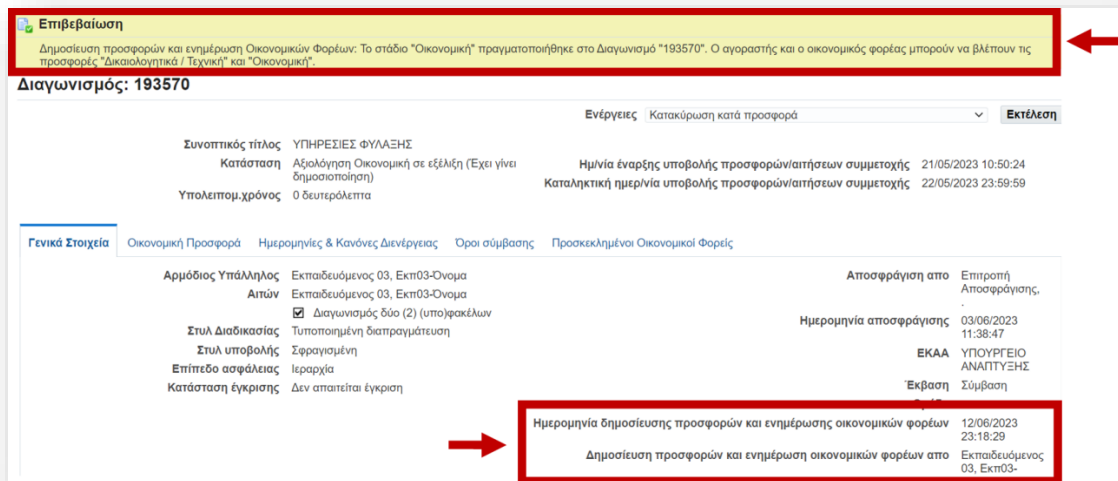 Επιβεβαίωση
Δημοσίευση προσφορών και ενημέρωση Οικονομικών Φορέων: Το στάδιο "Οικονομική" πραγματοποιήθηκε στο Διαγωνισμό "193570". Ο αγοραστής και ο οικονομικός φορέας μπορούν να βλέπουν τις
προσφορές "Δικαιολογητικά / Τεχνική" και "Οικονομική".
Διαγωνισμός: 193570
Ενέργειες Κατακύρωση κατά προσφορά Εκτέλεση
Συνοπτικός τίτλος ΥΠΗΡΕΣΙΕΣ ΦΥΛΑΞΗΣ
Κατάσταση Αξιολόγηση Οικονομική σε εξέλιξη (Έχει γίνει
δημοσιοποίηση)
Υπολειπομ.χρόνος 0 δευτερόλεπτα
Ημ/νία έναρξης υποβολής προσφορών/αιτήσεων συμμετοχής 21/05/2023 10:50:24
Καταληκτική ημερ/νία υποβολής προσφορών/αιτήσεων συμμετοχής 22/05/2023 23:59:59
Γενικά Στοιχεία Οικονομική Προσφορά Ημερομηνίες & Κανόνες Διενέργειας Όροι σύμβασης Προσκεκλημένοι Οικονομικοί Φορείς
Αρμόδιος Υπάλληλος Εκπαιδευόμενος 03, Εκπ03-Όνομα
Αιτών Εκπαιδευόμενος 03, Εκπ03-Όνομα
Διαγωνισμός δύο (2) (υπο)φακέλων
Στυλ Διαδικασίας Τυποποιημένη διαπραγμάτευση
Στυλ υποβολής Σφραγισμένη
Επίπεδο ασφάλειας Ιεραρχία
Κατάσταση έγκρισης Δεν απαιτείται έγκριση
Αποσφράγιση απο Επιτροπή
Αποσφράγισης,
.
Ημερομηνία αποσφράγισης 03/06/2023
11:38:47
ΕΚΑΑ ΥΠΟΥΡΓΕΙΟ
ΑΝΑΠΤΥΞΗΣ
Έκβαση Σύμβαση
Ημερομηνία δημοσίευσης προσφορών και ενημέρωσης οικονομικών φορέων 12/06/2023
23:18:29
Δημοσίευση προσφορών και ενημέρωση οικονομικών φορέων απο Εκπαιδευόμενος
03, Εκπ03-